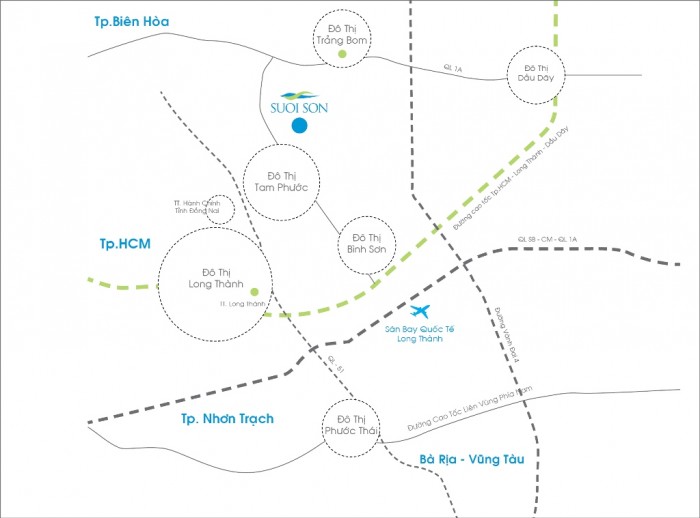 Tp.Biên Hòa
Đô Thị
Trảng Bom
QL 1A
Đô Thị
Dầu Dây
SUOI SON
Đô Thị
Tam Phước
TT. Hành Chính
Tỉnh Đồng Nai
Đường cao tốc Tp.HCM - Long Thành - Dầu Dây
Tp.HCM
Đô Thị
Bình Sơn
QL 5B - CM - QL 1A
Đô Thị
Long Thành
TT. Long Thành
Sân Bay Quốc Tế
Long Thành
Đường Vành Đai 4
QL - 51
Đường Cao Tốc Liên Vùng Phía Nam
Tp. Nhơn Trạch
Đô Thị
Phước Thái
Bà Rịa - Vũng Tàu